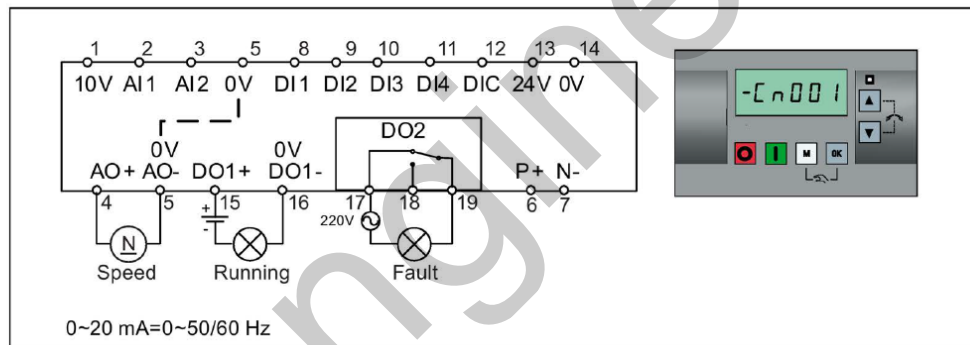 1 2 3 5 8 9 10 11 12 13 14
10V AI1 AI2 0V DI1 DI2 DI3 DI4 DIC 24V 0V
-Cn001
DO2
0V 0V
AO+ AO- DO1+ DO1- P+ N-
4 5 15 16 17 18 19 6 7
+
-
220V
N
M OK
Speed Running Fault
0~20 mA=0~50/60 Hz
ngine